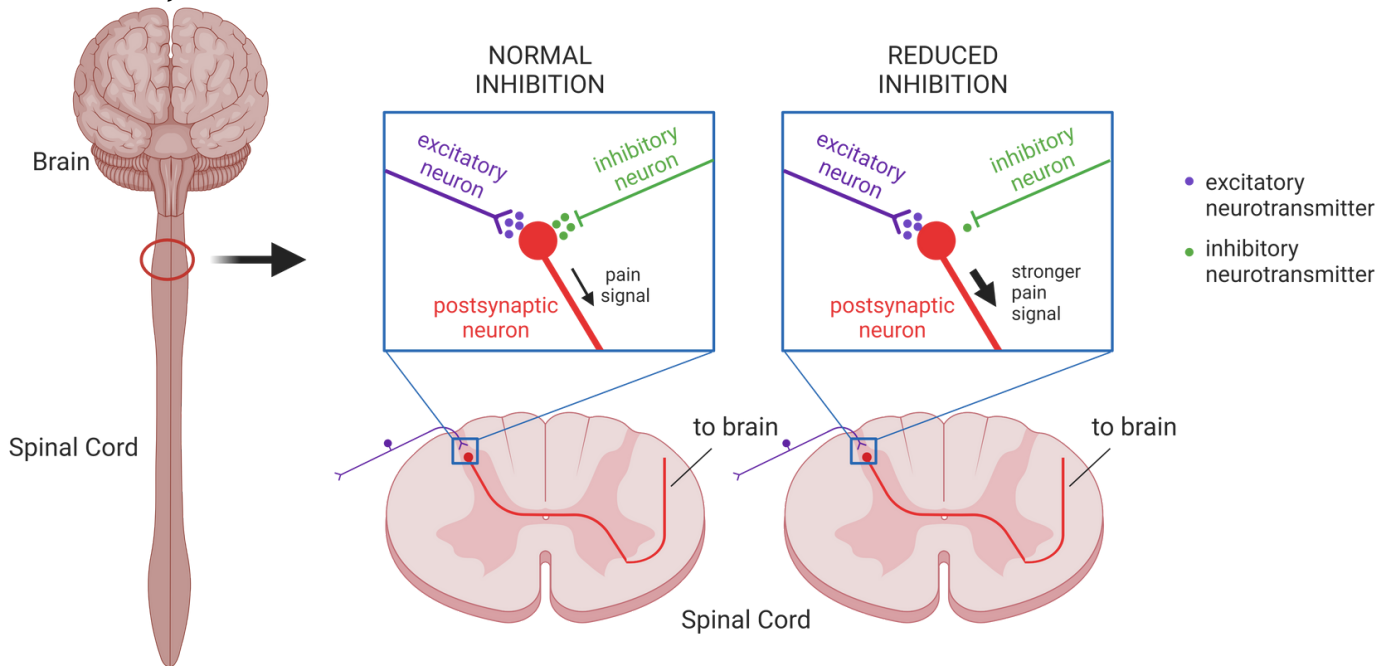 NORMAL
INHIBITION
REDUCED
INHIBITION
Brain
Spinal Cord
excitatory
neuron
inhibitory
neuron
pain
signal
postsynaptic
neuron
excitatory
neuron
inhibitory
neuron
stronger
pain
signal
postsynaptic
neuron
excitatory
neurotransmitter
inhibitory
neurotransmitter
to brain
to brain
Spinal Cord